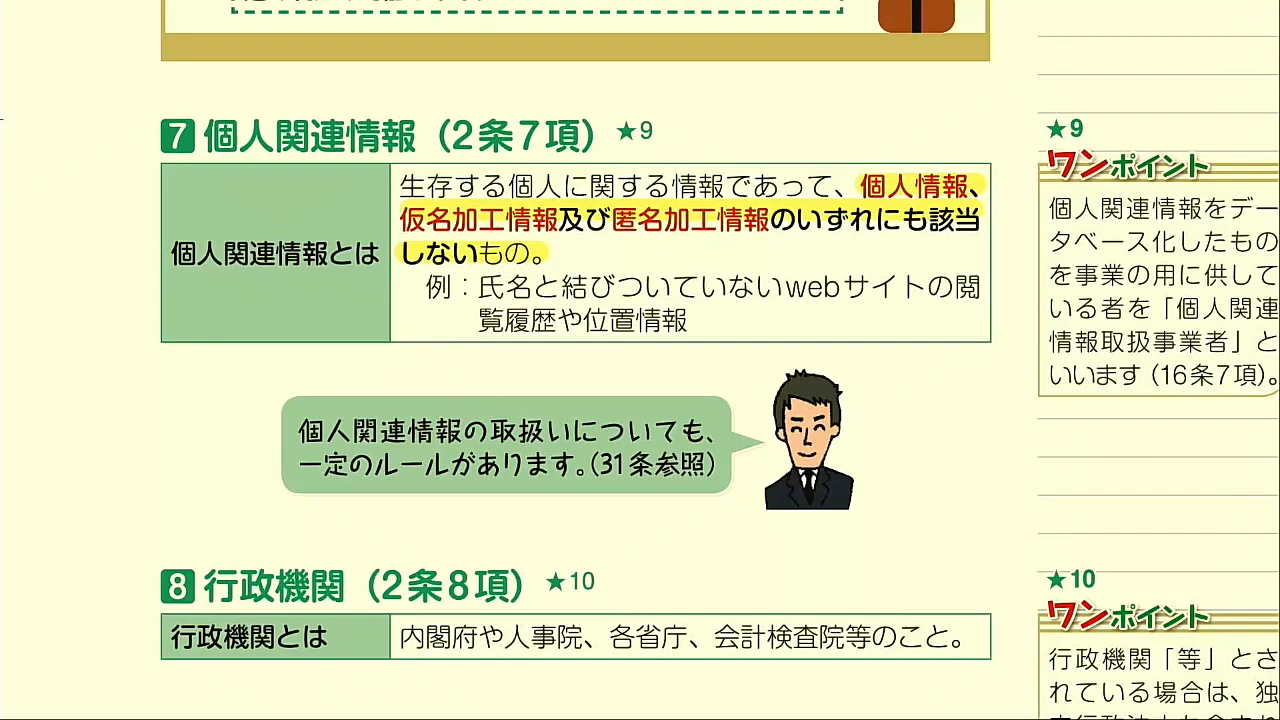 7 個人関連情報（2条7項）★9
個人関連情報とは
生存する個人に関する情報であって、個人情報、
仮名加工情報及び匿名加工情報のいずれにも該当
しないもの。
例：氏名と結びついていないwebサイトの閲
覧履歴や位置情報
個人関連情報の取扱いについても、
一定のルールがあります。（31条参照）
8 行政機関（2条8項）★10
行政機関とは
内閣府や人事院、各省庁、会計検査院等のこと。
★9
ワンポイント
個人関連情報をデー
タベース化したもの
を事業の用に供して
いる者を「個人関連
情報取扱事業者」と
いいます（16条7項）。
★10
ワンポイント
行政機関「等」とさ
れている場合は、独